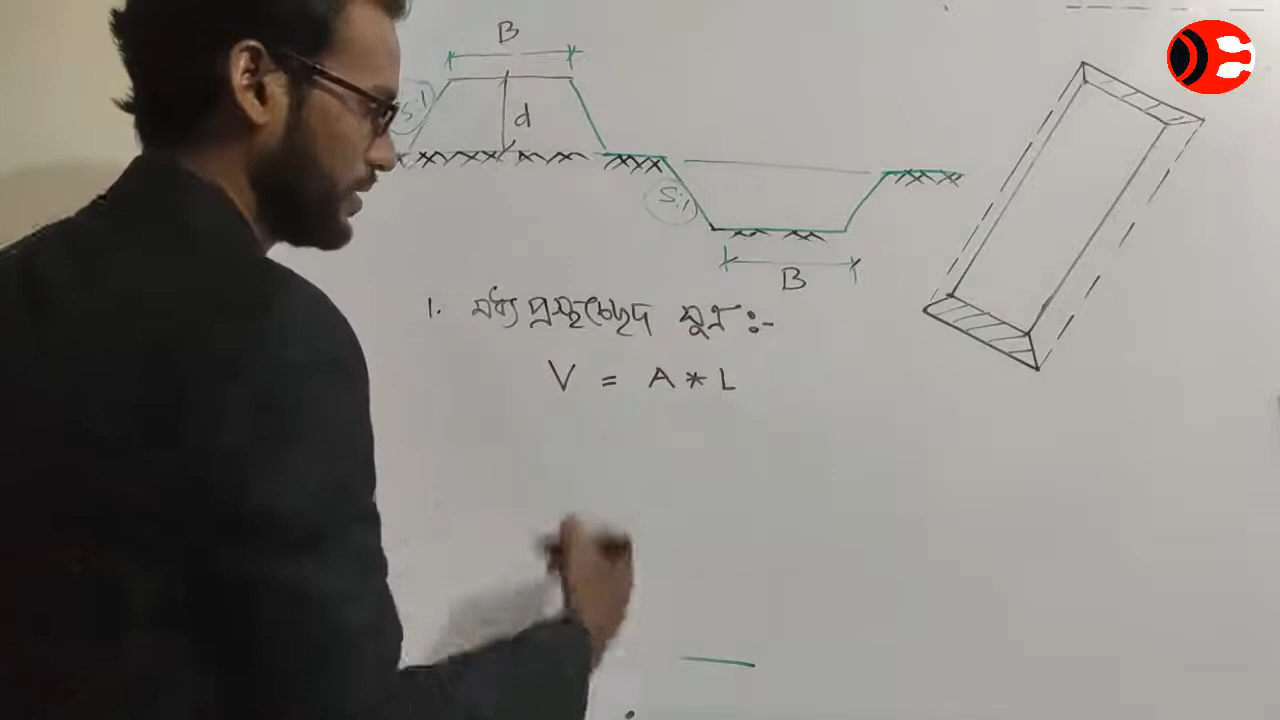 B
S:1
d
S:1
B
1. মধ্য প্রস্থচ্ছেদ সূত্র :-
V = A * L